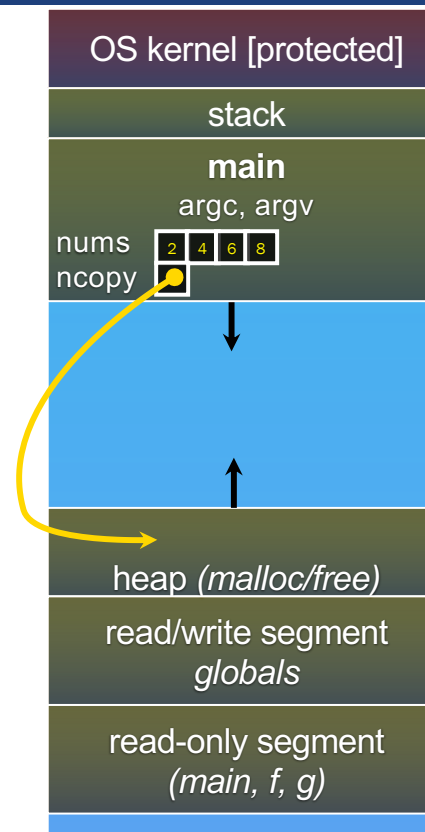 OS kernel [protected]
stack
main
argc, argv
nums 2 4 6 8
ncopy
heap (malloc/free)
read/write segment
globals
read-only segment
(main, f, g)